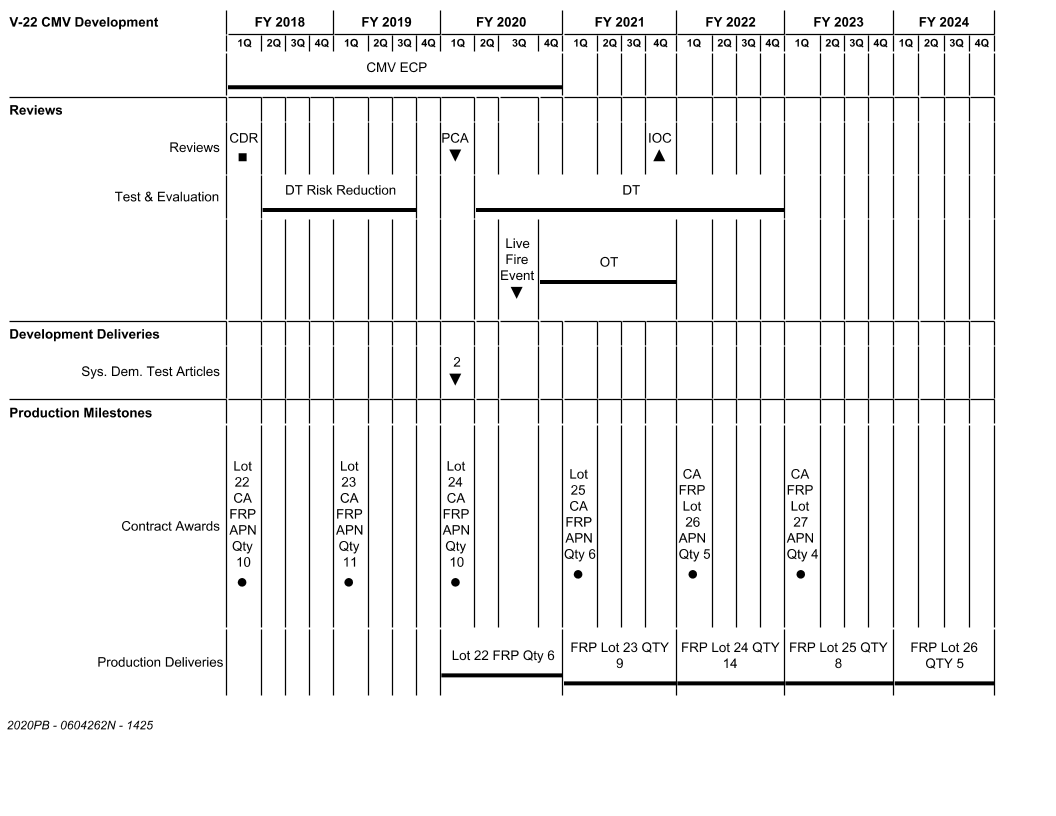 V-22 CMV Development
FY 2018 FY 2019 FY 2020 FY 2021 FY 2022 FY 2023 FY 2024
1Q 2Q 3Q 4Q 1Q 2Q 3Q 4Q 1Q 2Q 3Q 4Q 1Q 2Q 3Q 4Q 1Q 2Q 3Q 4Q 1Q 2Q 3Q 4Q 1Q 2Q 3Q 4Q
CMV ECP
Reviews
Reviews
CDR
PCA
IOC
Test & Evaluation
DT Risk Reduction
DT
Live
Fire
Event
OT
Development Deliveries
Sys. Dem. Test Articles
2
Production Milestones
Contract Awards
Lot
22
CA
FRP
APN
Qty
10
Lot
23
CA
FRP
APN
Qty
11
Lot
24
CA
FRP
APN
Qty
10
Lot
25
CA
FRP
APN
Qty 6
CA
FRP
Lot
26
APN
Qty 5
CA
FRP
Lot
27
APN
Qty 4
Production Deliveries
Lot 22 FRP Qty 6
FRP Lot 23 QTY
9
FRP Lot 24 QTY
14
FRP Lot 25 QTY
8
FRP Lot 26
QTY 5
2020PB - 0604262N - 1425